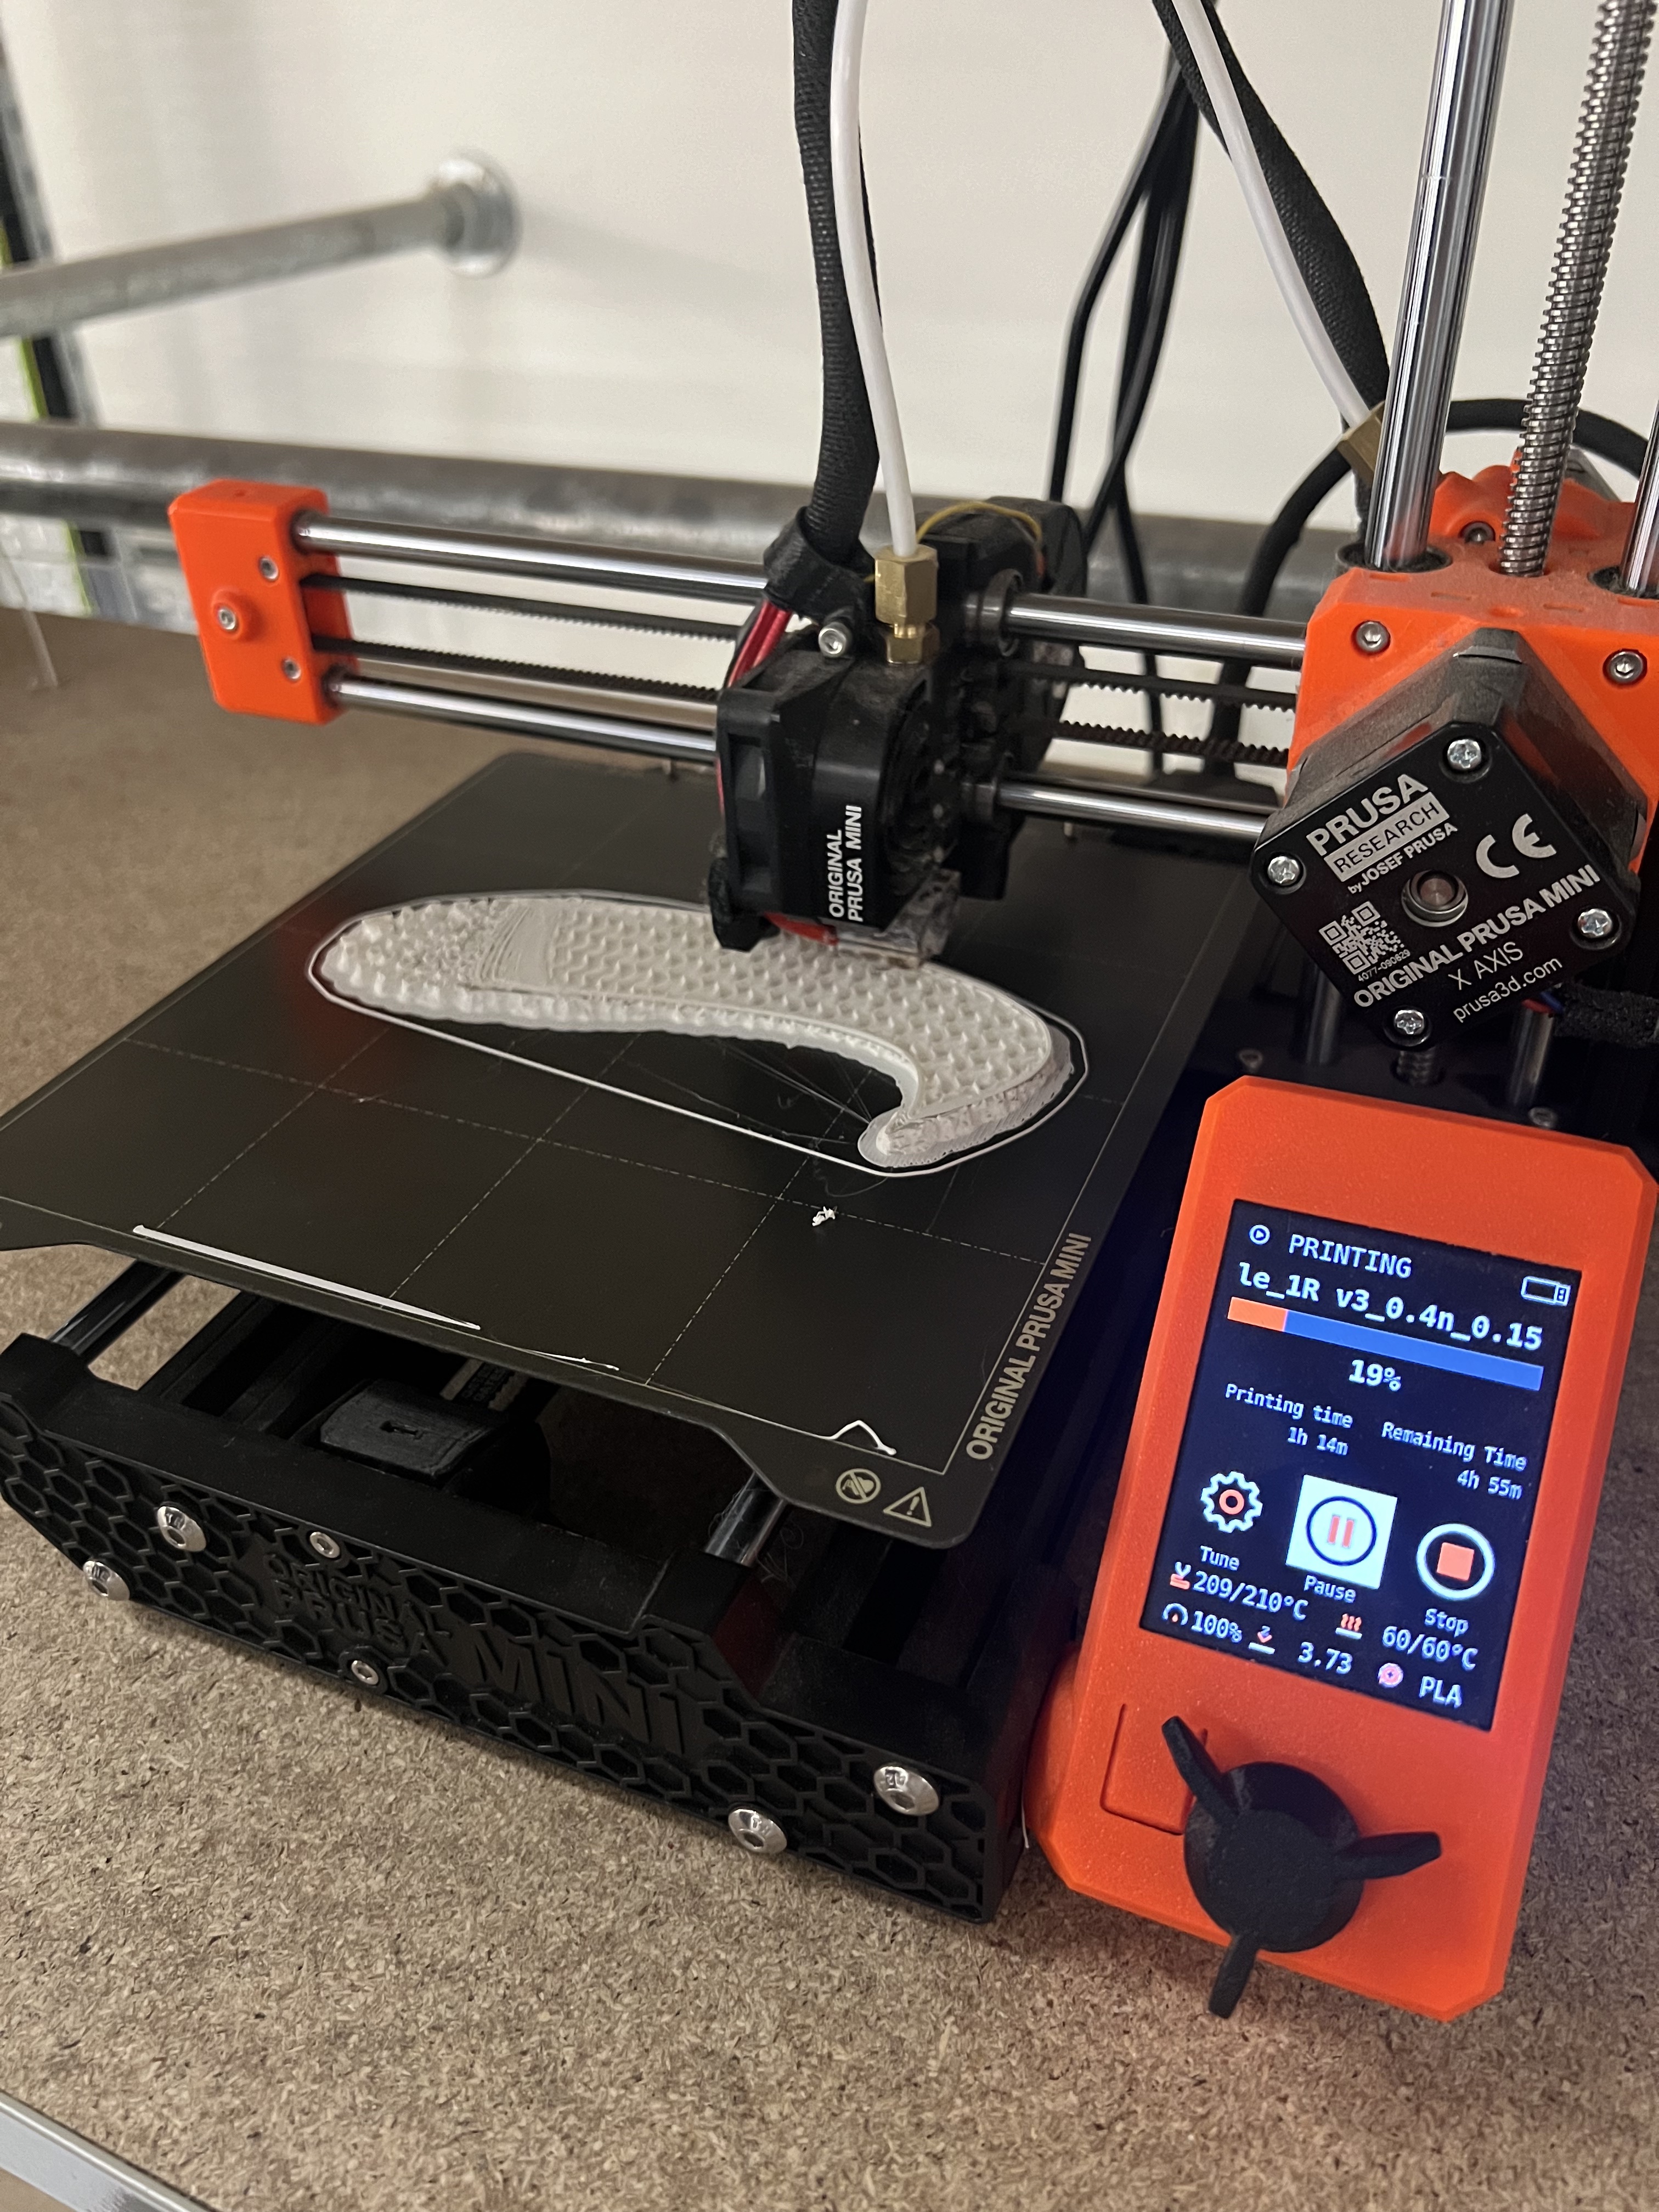 ORIGINAL
PRUSA MINI
PRUSA
RESEARCH
by JOSEF PRUSA
CE
4077-090629
ORIGINAL PRUSA MINI
X AXIS
prusa3d.com
ORIGINAL PRUSA MINI
PRINTING
le_1R v3_0.4n_0.15
19%
Printing time
1h 14m
Remaining Time
4h 55m
Tune
Pause
Stop
209/210°C
60/60°C
100%
3.73
PLA
ORIGINAL
PRUSA
MINI